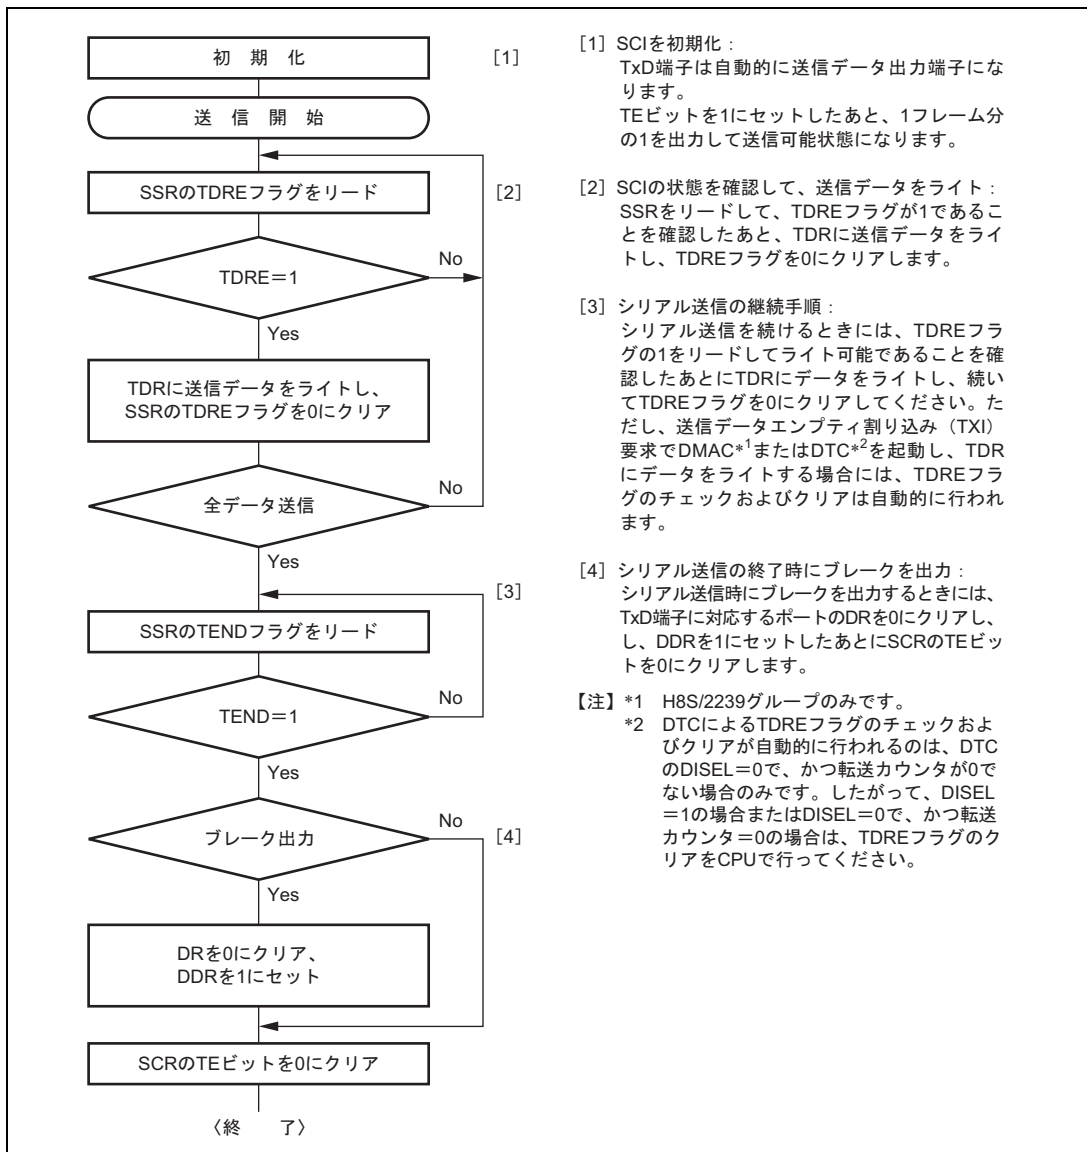 初 期 化 [1]
送 信 開 始
SSRのTDREフラグをリード [2]
TDRE＝1
No
Yes
TDRに送信データをライトし、
SSRのTDREフラグを0にクリア
全データ送信
No
Yes
[3]
SSRのTENDフラグをリード
TEND＝1
No
Yes
ブレーク出力
No
[4]
Yes
DRを0にクリア、
DDRを1にセット
SCRのTEビットを0にクリア
〈終 了〉
[1] SCIを初期化：
TxD端子は自動的に送信データ出力端子にな
ります。
TEビットを1にセットしたあと、1フレーム分
の1を出力して送信可能状態になります。
[2] SCIの状態を確認して、送信データをライト：
SSRをリードして、TDREフラグが1であるこ
とを確認したあと、TDRに送信データをライ
トし、TDREフラグを0にクリアします。
[3] シリアル送信の継続手順：
シリアル送信を続けるときには、TDREフラ
グの1をリードしてライト可能であることを確
認したあとにTDRにデータをライトし、続い
てTDREフラグを0にクリアしてください。た
だし、送信データエンプティ割り込み（TXI）
要求でDMAC*1またはDTC*2を起動し、TDR
にデータをライトする場合には、TDREフラ
グのチェックおよびクリアは自動的に行われ
ます。
[4] シリアル送信の終了時にブレークを出力：
シリアル送信時にブレークを出力するときには、
TxD端子に対応するポートのDRを0にクリアし、
し、DDRを1にセットしたあとにSCRのTEビッ
トを0にクリアします。
【注】*1 H8S/2239グループのみです。
*2 DTCによるTDREフラグのチェックおよ
びクリアが自動的に行われるのは、DTC
のDISEL＝0で、かつ転送カウンタが0で
ない場合のみです。したがって、DISEL
＝1の場合またはDISEL＝0で、かつ転送
カウンタ＝0の場合は、TDREフラグのク
リアをCPUで行ってください。